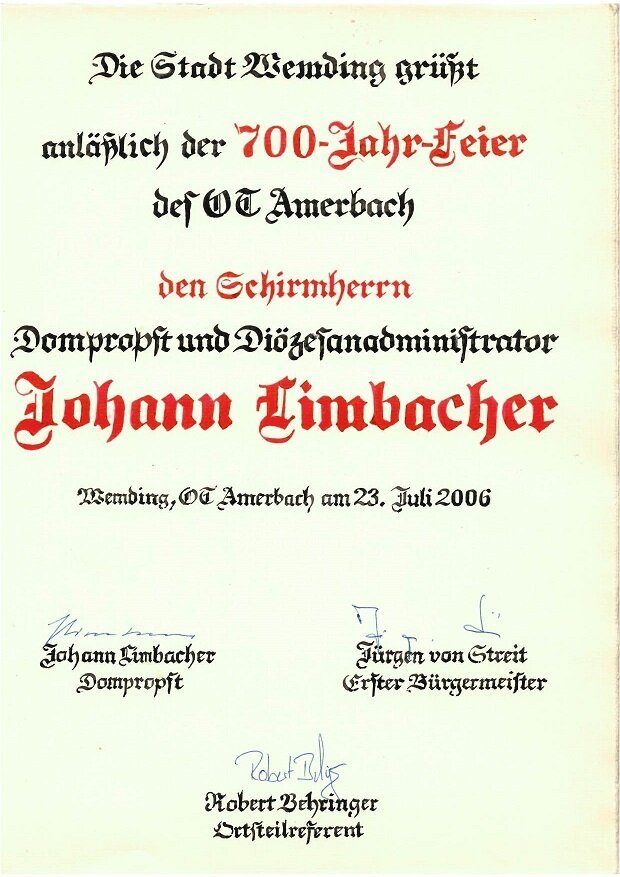 Die Stadt Wemding grüßt
anläßlich der 700-Jahr-Feier
des OT Amerbach
den Schirmherrn
Dompropst und Diözesanadministrator
Johann Limbacher
Wemding, OT Amerbach am 23. Juli 2006
Johann Limbacher
Dompropst
Jürgen von Streit
Erster Bürgermeister
Robert
Robert Behringer
Ortsteilreferent